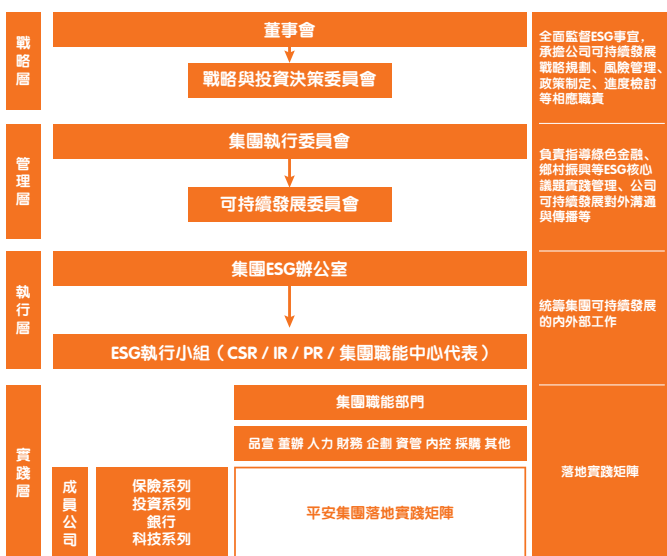 戰略層
董事會
戰略與投資決策委員會
全面監督ESG事宜，
承擔公司可持續發展
戰略規劃、風險管理、
政策制定、進度檢討
等相應職責
管理層
集團執行委員會
可持續發展委員會
負責指導綠色金融、
鄉村振興等ESG核心
議題實踐管理、公司
可持續發展對外溝通
與傳播等
執行層
集團ESG辦公室
ESG執行小組（CSR / IR / PR / 集團職能中心代表）
統籌集團可持續發展
的內外部工作
實踐層
集團職能部門
品宣 董辦 人力 財務 企劃 資管 內控 採購 其他
成員公司
保險系列
投資系列
銀行
科技系列
平安集團落地實踐矩陣
落地實踐矩陣